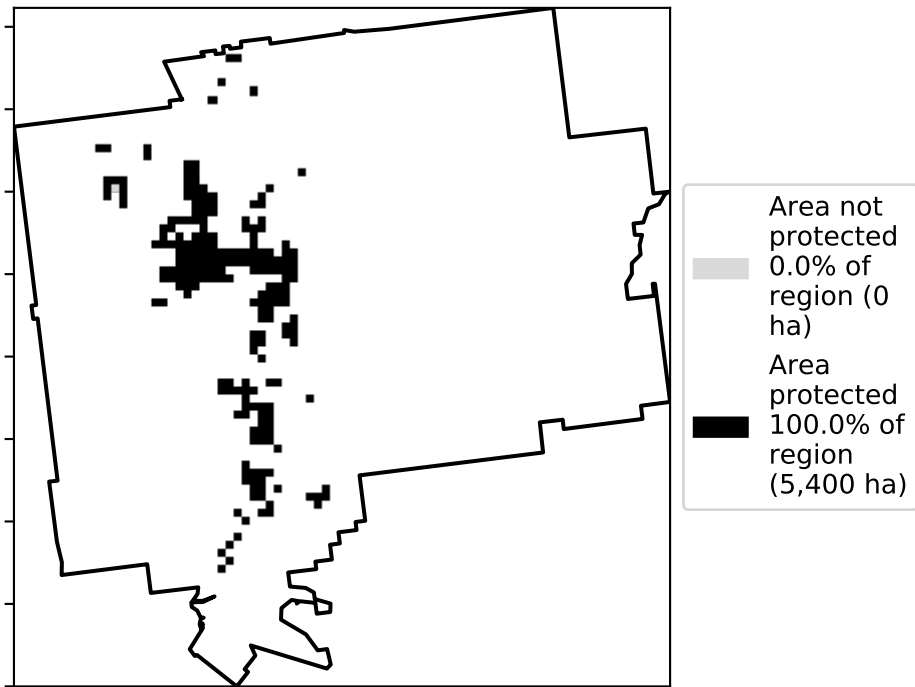 Area not
protected
0.0% of
region (0
ha)
Area
protected
100.0% of
region
(5,400 ha)